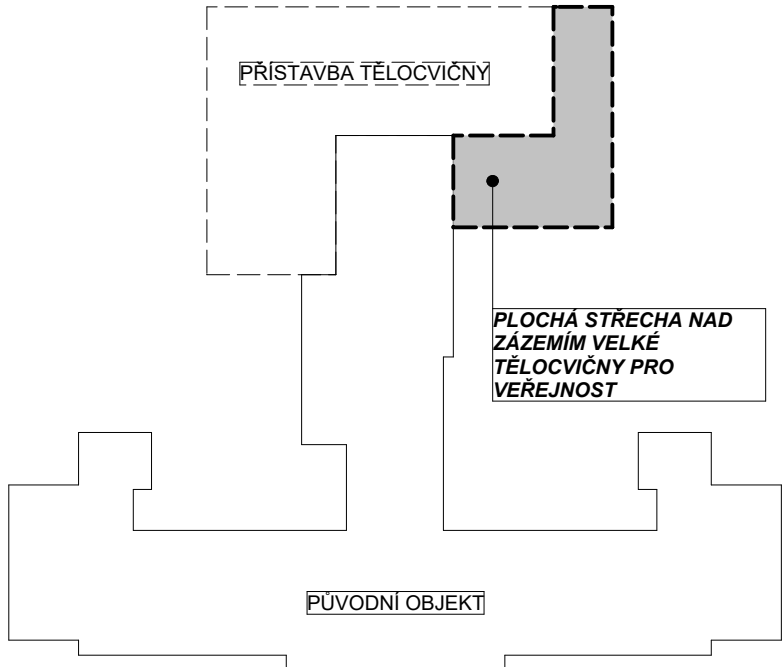 PŘÍSTAVBA TĚLOCVIČNY
PLOCHÁ STŘECHA NAD
ZÁZEMÍM VELKÉ
TĚLOCVIČNY PRO
VEŘEJNOST
PŮVODNÍ OBJEKT